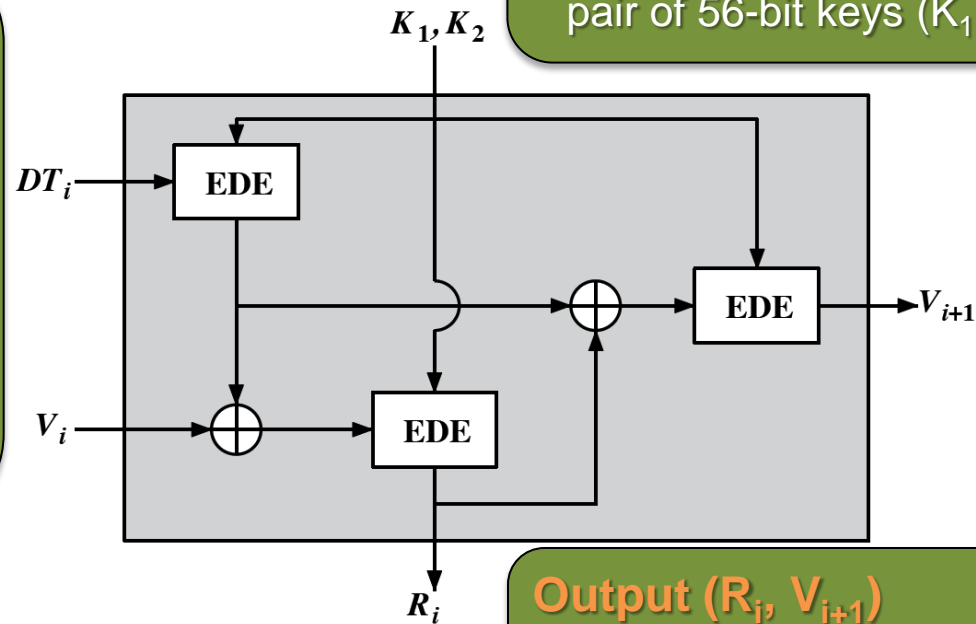 pair of 56-bit keys (K₁
K₁, K₂
DTᵢ
EDE
EDE
Vᵢ₊₁
Vᵢ
EDE
Rᵢ
Output (Rᵢ, Vᵢ₊₁)